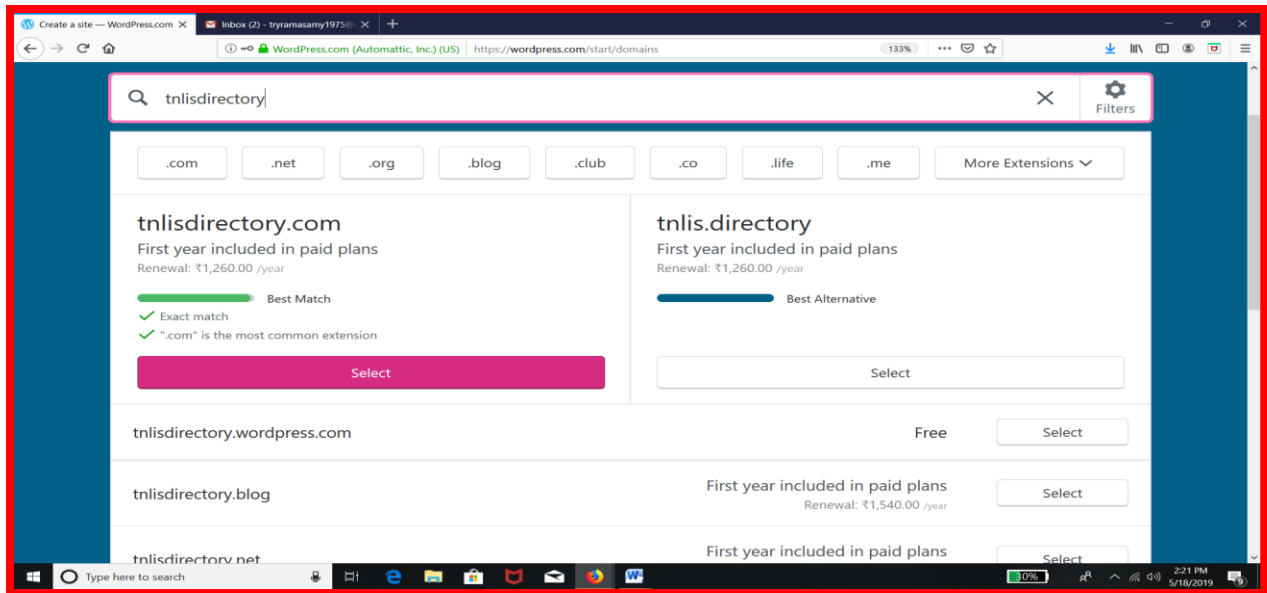 Create a site — WordPress.com
Inbox (2) - tryramasamy1975@
WordPress.com (Automattic, Inc.) (US) https://wordpress.com/start/domains 133%
tnlisdirectory
Filters
.com .net .org .blog .club .co .life .me More Extensions
tnlisdirectory.com
First year included in paid plans
Renewal: ₹1,260.00 /year
Best Match
Exact match
".com" is the most common extension
Select
tnlis.directory
First year included in paid plans
Renewal: ₹1,260.00 /year
Best Alternative
Select
tnlisdirectory.wordpress.com Free Select
tnlisdirectory.blog First year included in paid plans Select
Renewal: ₹1,540.00 /year
tnlisdirectory.net First year included in paid plans Select
Type here to search
30%
2:21 PM
5/18/2019